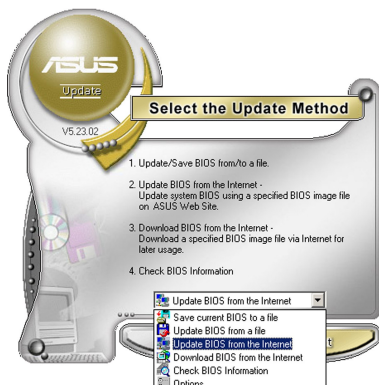 ASUS
Update
V5.23.02
Select the Update Method
1. Update/Save BIOS from/to a file.
2. Update BIOS from the Internet -
Update system BIOS using a specified BIOS image file
on ASUS Web Site.
3. Download BIOS from the Internet -
Download a specified BIOS image file via Internet for
later usage.
4. Check BIOS Information
Update BIOS from the Internet
Save current BIOS to a file
Update BIOS from a file
Update BIOS from the Internet
Download BIOS from the Internet
Check BIOS Information
Options